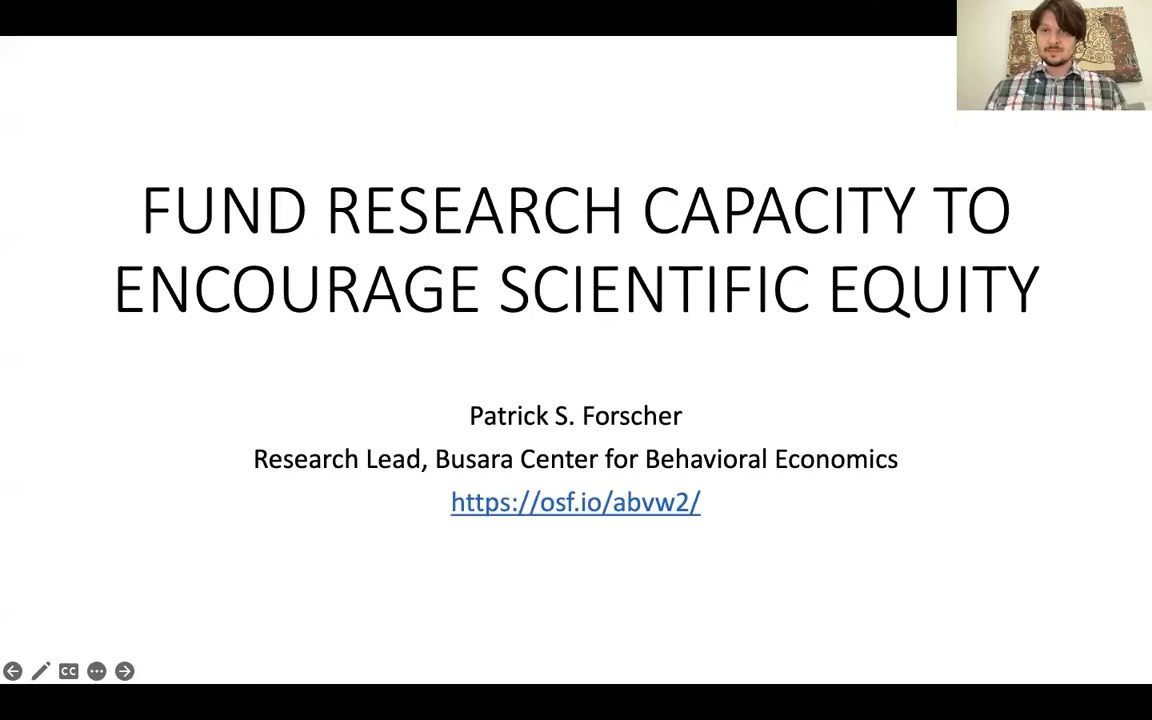 FUND RESEARCH CAPACITY TO
ENCOURAGE SCIENTIFIC EQUITY
Patrick S. Forscher
Research Lead, Busara Center for Behavioral Economics
https://osf.io/abvw2/
CC